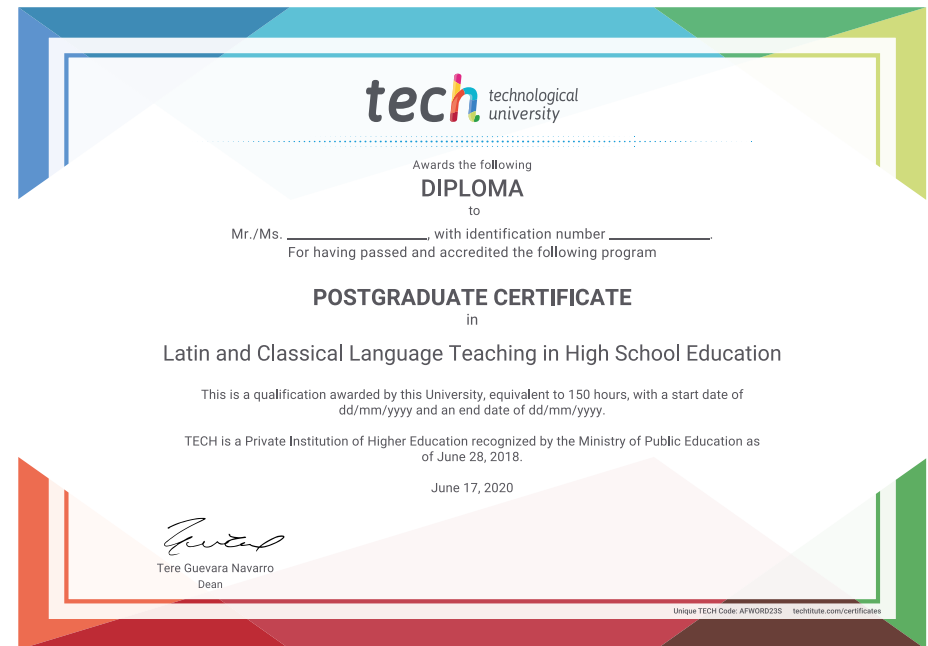 tech technological
university
Awards the following
DIPLOMA
to
Mr./Ms. ____________________, with identification number ______________.
For having passed and accredited the following program
POSTGRADUATE CERTIFICATE
in
Latin and Classical Language Teaching in High School Education
This is a qualification awarded by this University, equivalent to 150 hours, with a start date of
dd/mm/yyyy and an end date of dd/mm/yyyy.
TECH is a Private Institution of Higher Education recognized by the Ministry of Public Education as
of June 28, 2018.
June 17, 2020
Tere Guevara Navarro
Dean
Unique TECH Code: AFWORD23S techtitute.com/certificates